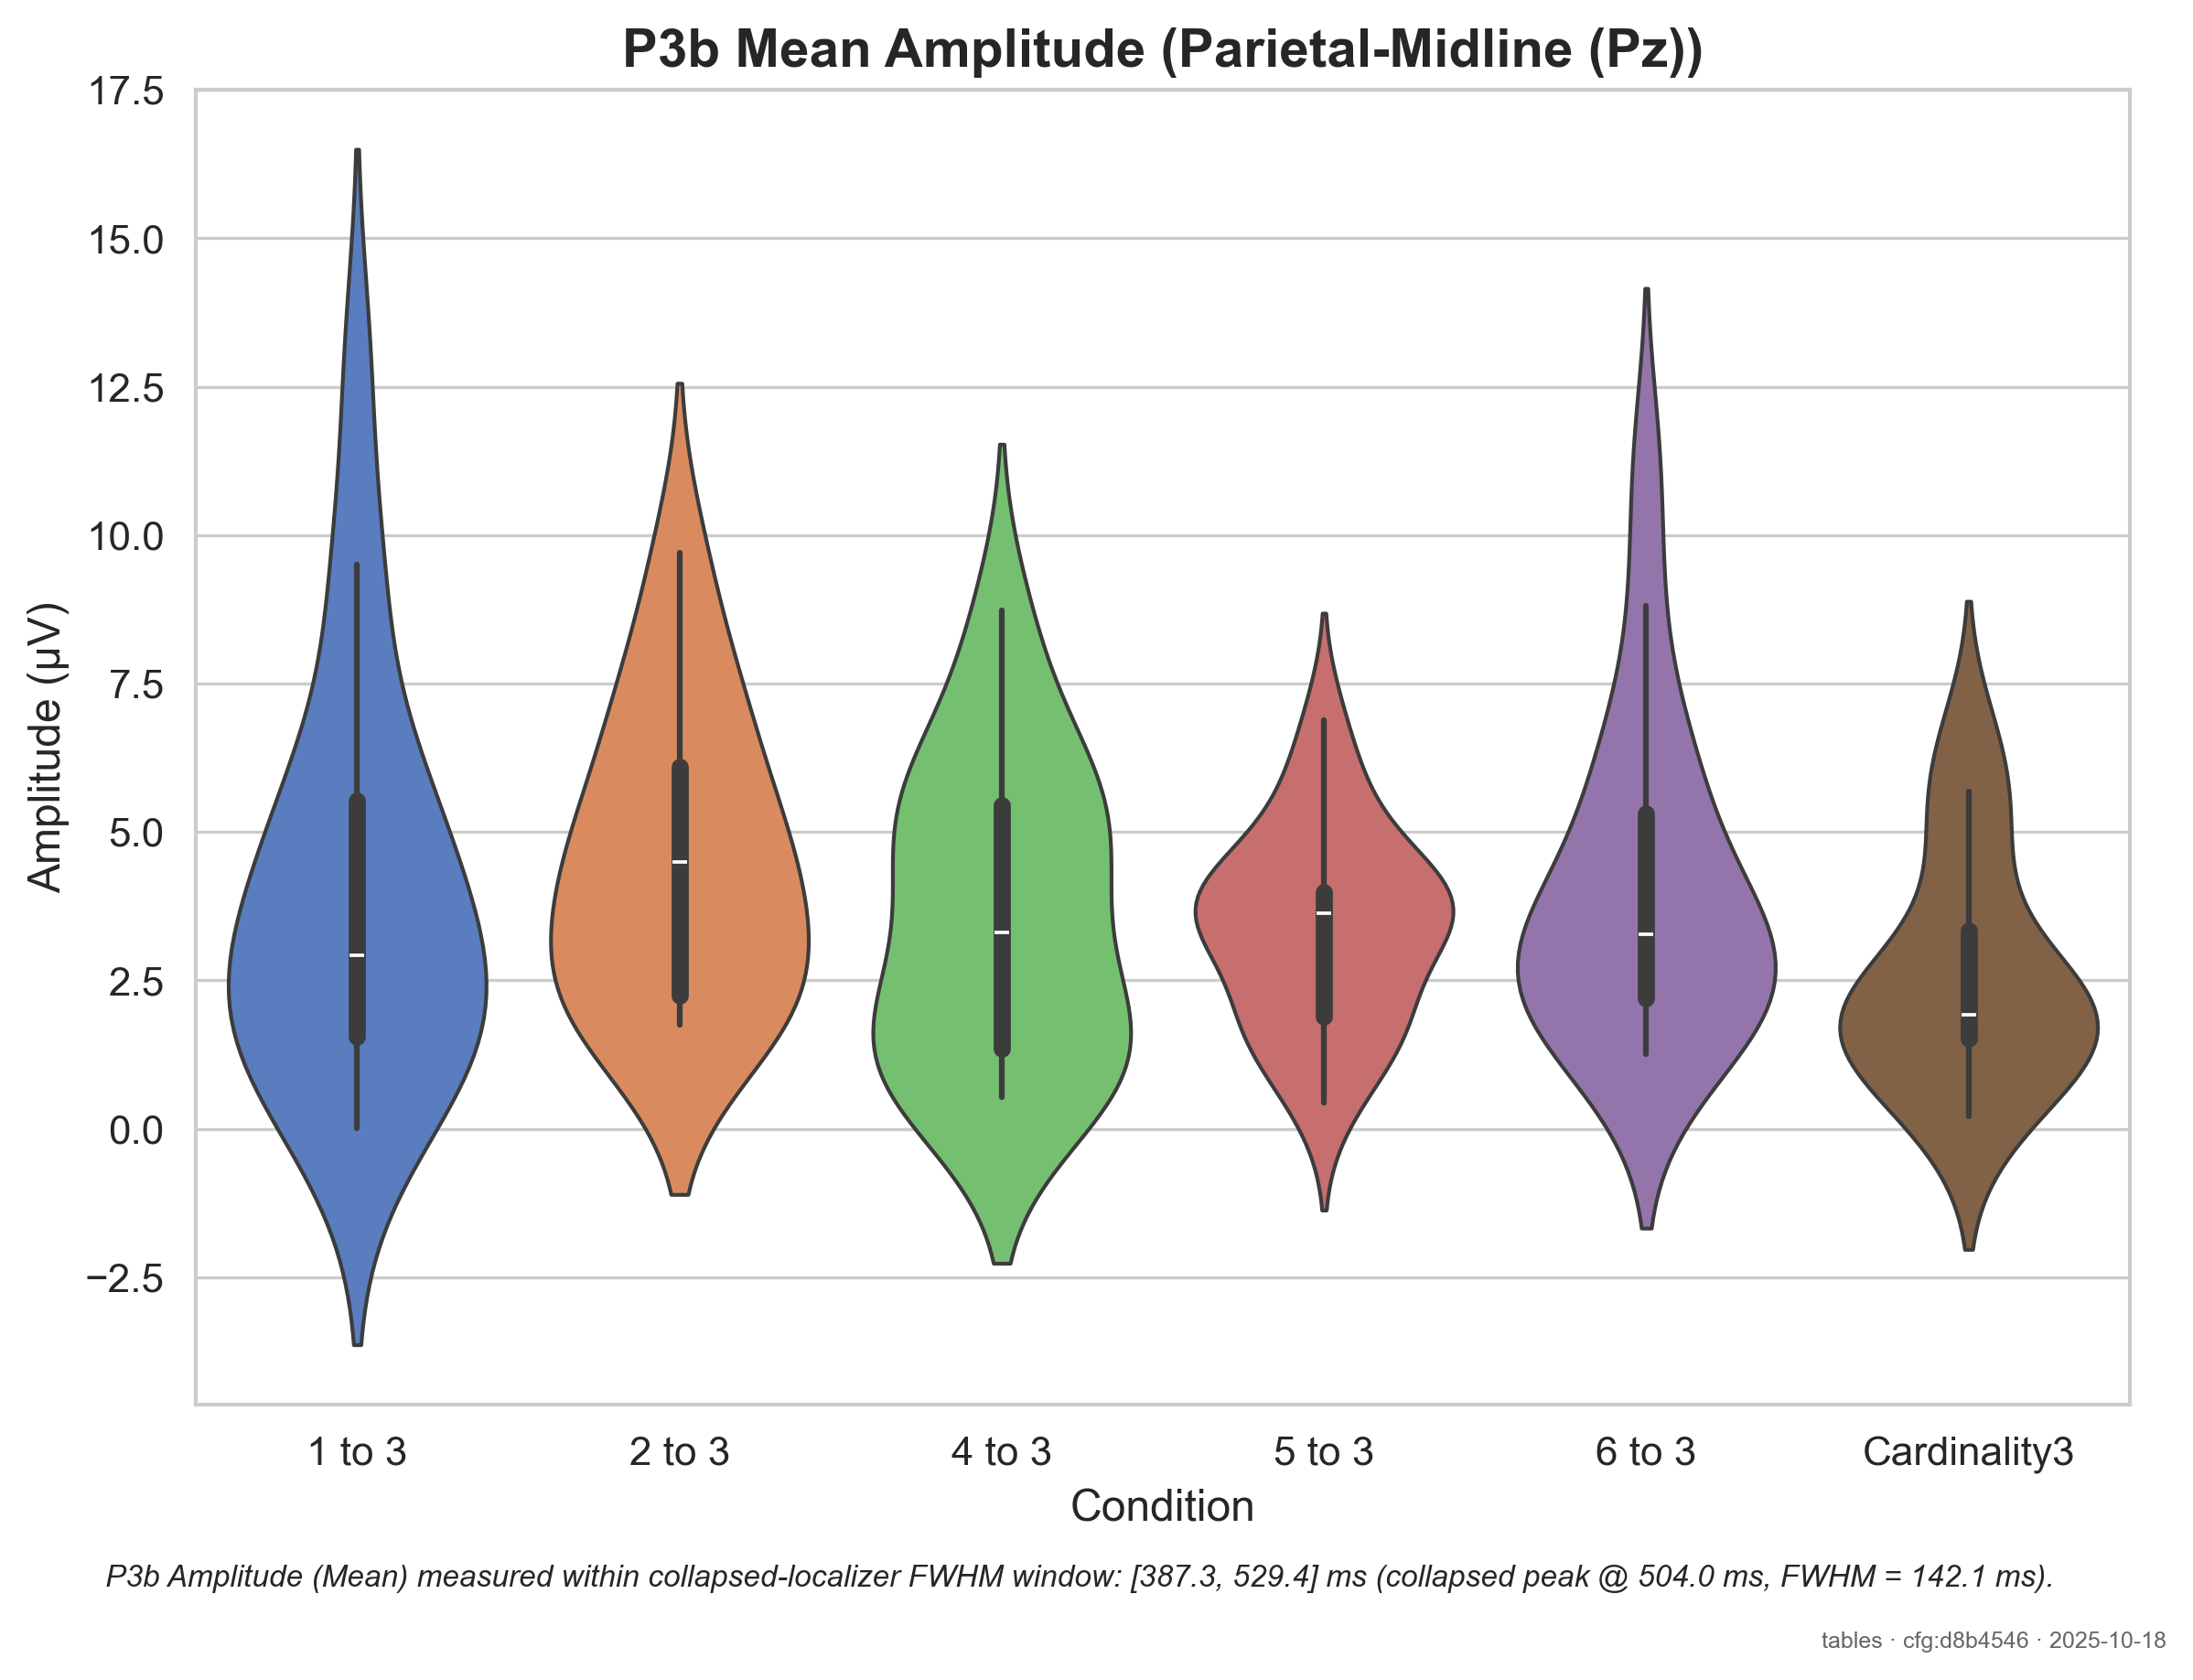 P3b Mean Amplitude (Parietal-Midline (Pz))
17.5
15.0
12.5
10.0
7.5
5.0
2.5
0.0
−2.5
Amplitude (µV)
1 to 3 2 to 3 4 to 3 5 to 3 6 to 3 Cardinality3
Condition
P3b Amplitude (Mean) measured within collapsed-localizer FWHM window: [387.3, 529.4] ms (collapsed peak @ 504.0 ms, FWHM = 142.1 ms).
tables · cfg:d8b4546 · 2025-10-18